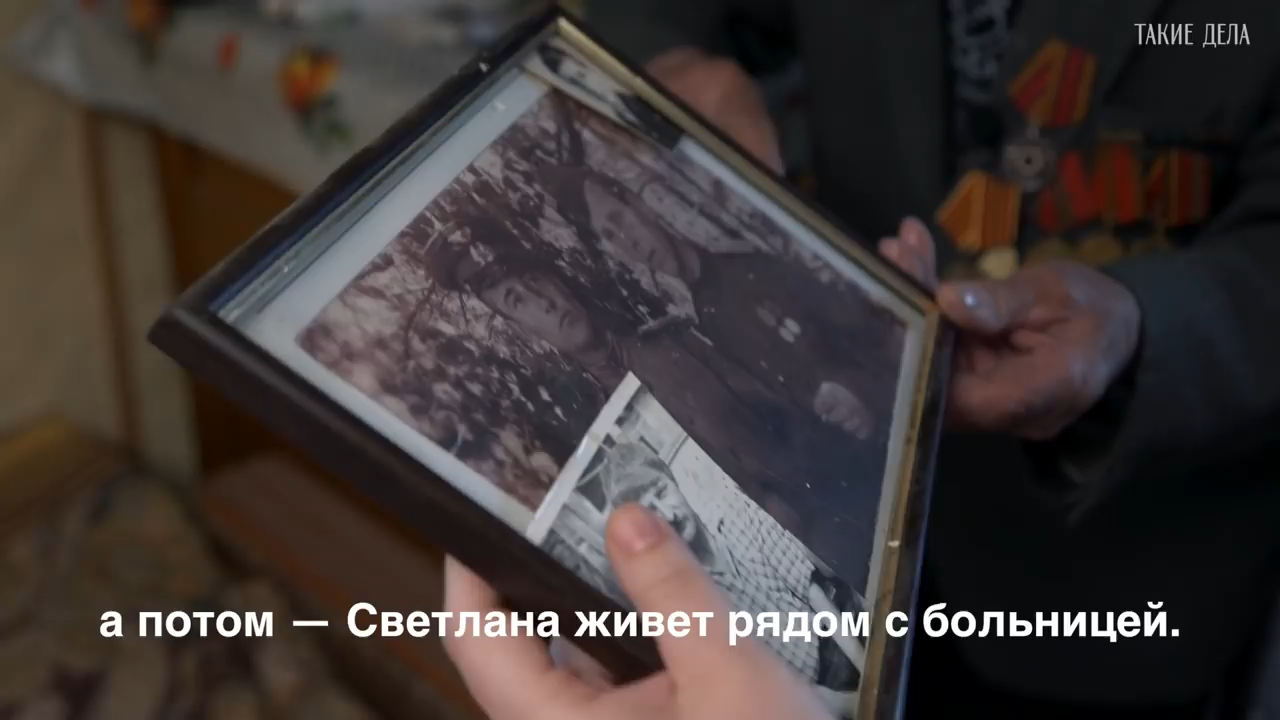 ТАКИЕ ДЕЛА
а потом — Светлана живет рядом с больницей.